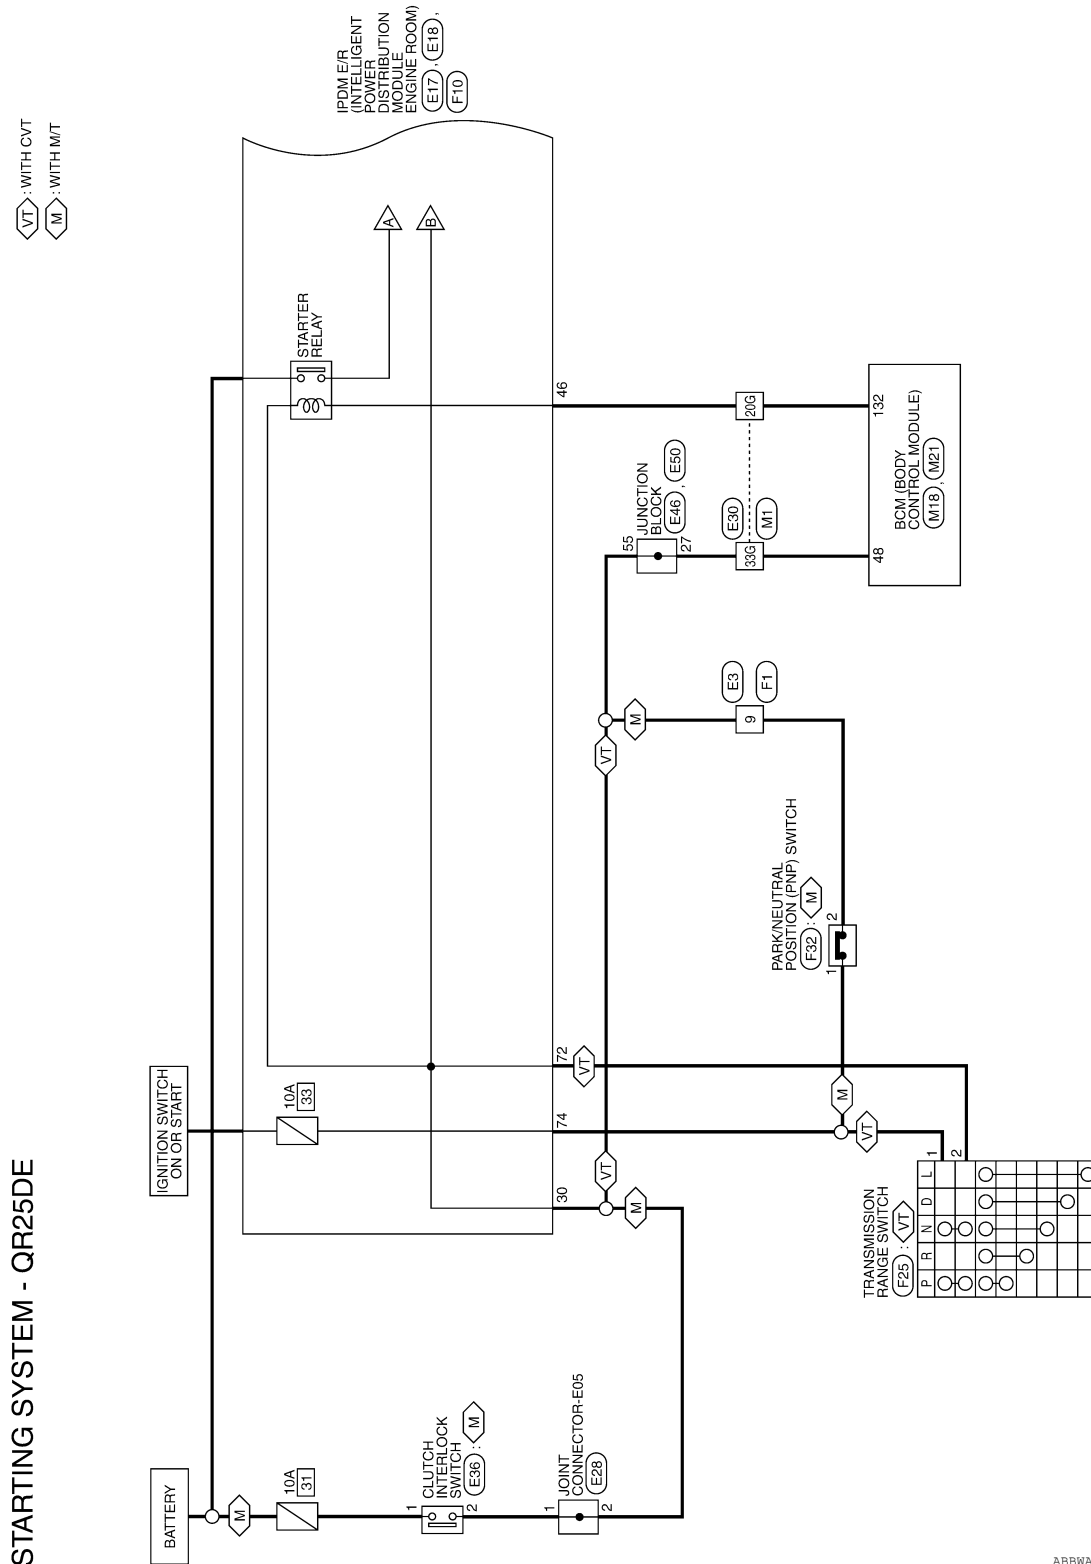 STARTING SYSTEM - QR25DE
VT : WITH CVT
M : WITH M/T
BATTERY
M
10A
31
CLUTCH
INTERLOCK
SWITCH
E36 : M
1
2
JOINT
CONNECTOR-E05
E28
1
2
IGNITION SWITCH
ON OR START
10A
33
STARTER
RELAY
A
B
IPDM E/R
(INTELLIGENT
POWER
DISTRIBUTION
MODULE
ENGINE ROOM)
E17 , E18 ,
F10
30
74
72
46
M
VT
VT
VT
M
JUNCTION
BLOCK
E46 , E50
55
27
E30
M1
33G
20G
E3
F1
9
PARK/NEUTRAL
POSITION (PNP) SWITCH
F32 : M
1
2
M
VT
TRANSMISSION
RANGE SWITCH
F25 : VT
P R N D L
1
2
BCM (BODY
CONTROL MODULE)
M18 , M21
48
132